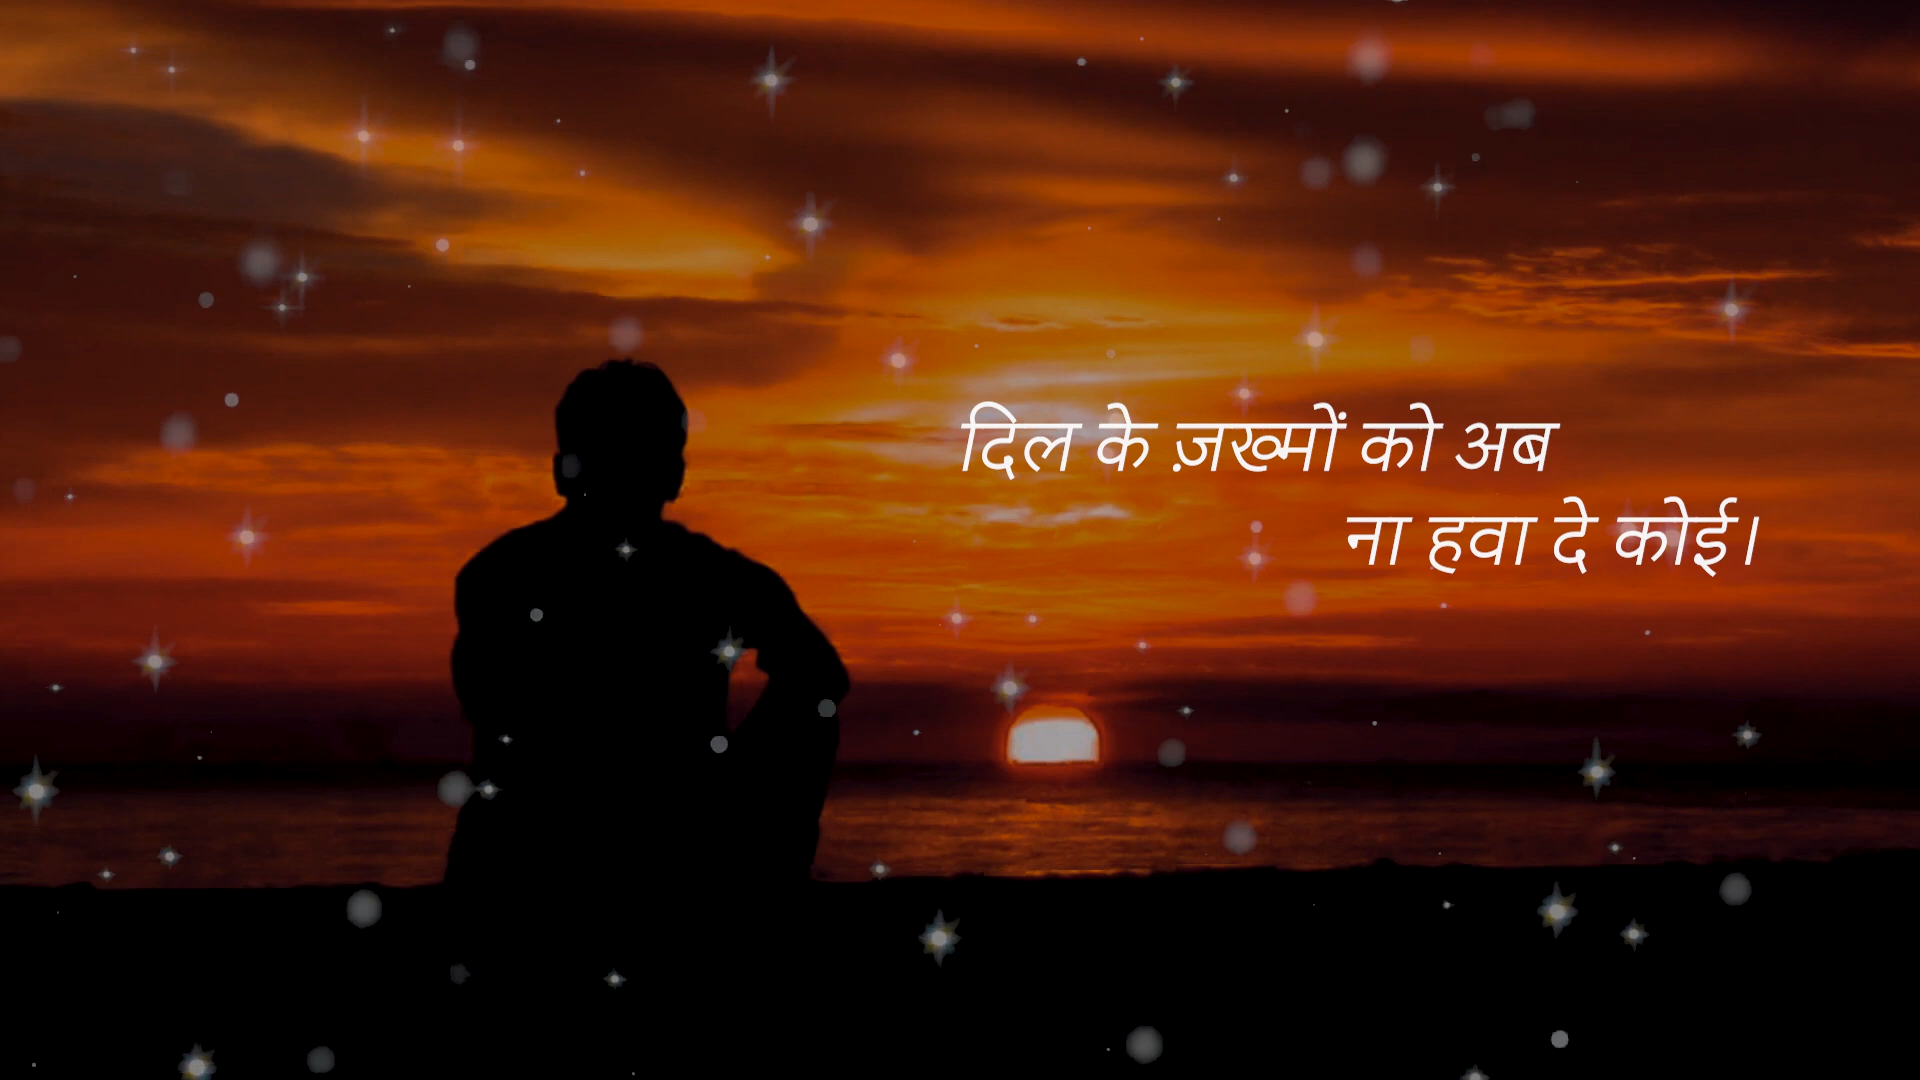 दिल के ज़ख्मों को अब
ना हवा दे कोई।